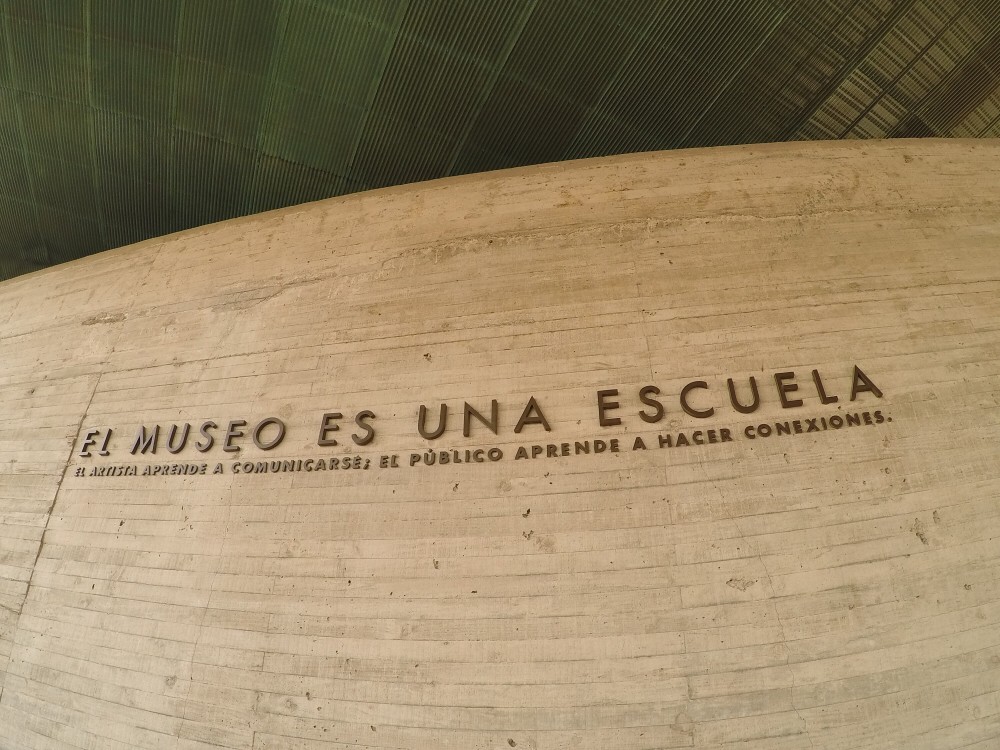 EL MUSEO ES UNA ESCUELA
EL ARTISTA APRENDE A COMUNICARSE; EL PÚBLICO APRENDE A HACER CONEXIONES.